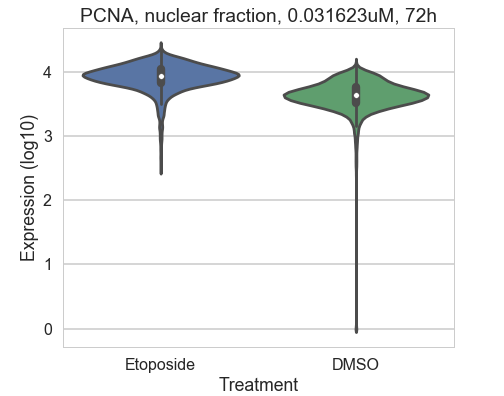 PCNA, nuclear fraction, 0.031623uM, 72h
Expression (log10)
4
3
2
1
0
Etoposide DMSO
Treatment